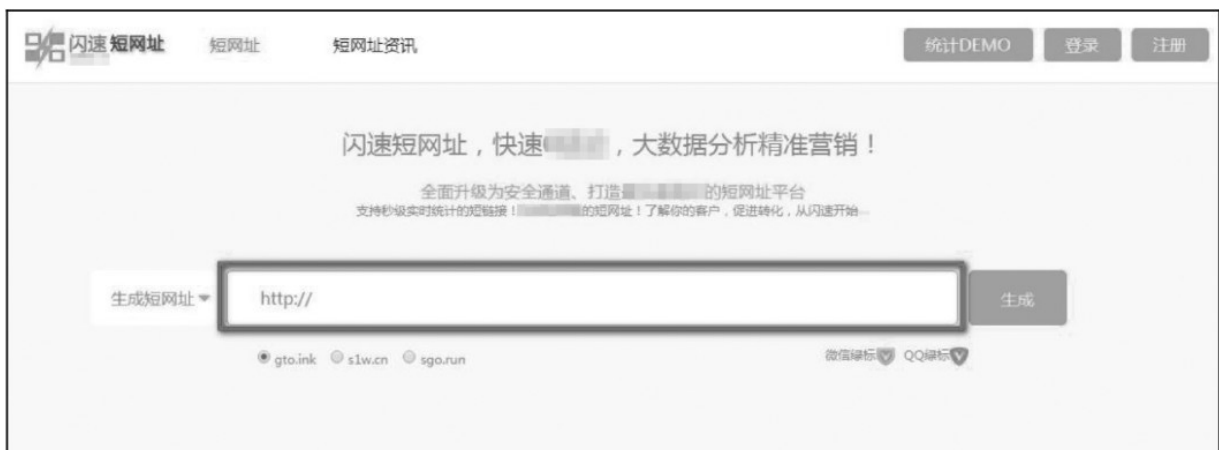 闪速短网址 短网址 短网址资讯 统计DEMO 登录 注册
闪速短网址，快速，大数据分析精准营销！
全面升级为安全通道、打造的短网址平台
支持秒级实时统计的短链接！的短网址！了解你的客户，促进转化，从闪速开始...
生成短网址 http:// 生成
gto.ink s1w.cn sgo.run 微信绿标 QQ绿标